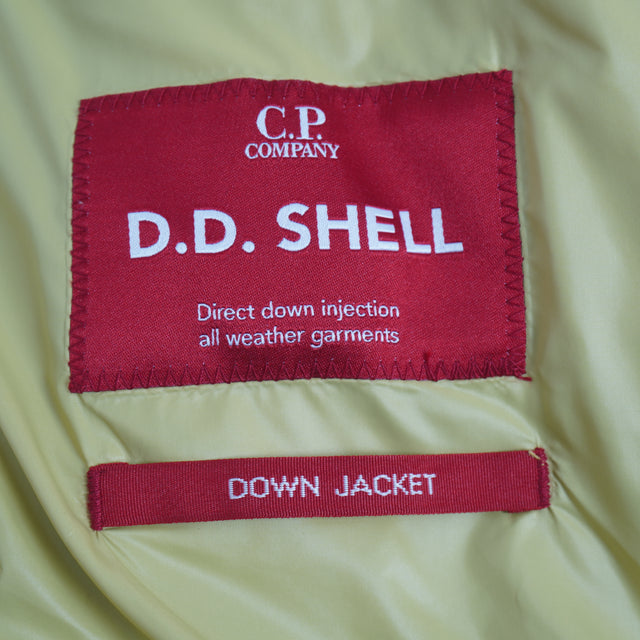 C.P.
COMPANY
D.D. SHELL
Direct down injection
all weather garments
DOWN JACKET